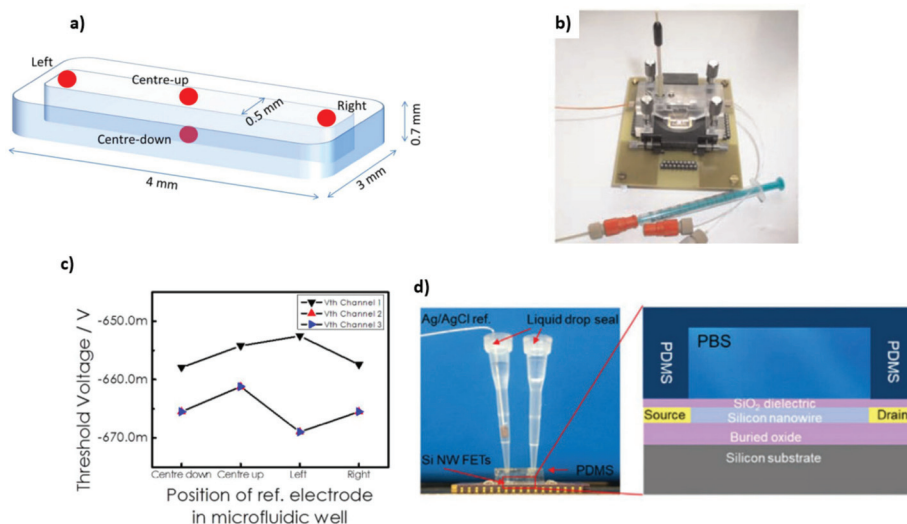 a)
Left
Centre-up
0.5 mm
Right
Centre-down
0.7 mm
3 mm
4 mm
b)
c)
Threshold Voltage / V
-650.0m
-660.0m
-670.0m
Vth Channel 1
Vth Channel 2
Vth Channel 3
Centre down Centre up Left Right
Position of ref. electrode
in microfluidic well
d)
Ag/AgCl ref.
Liquid drop seal
Si NW FETs
PDMS
PDMS
PBS
PDMS
SiO₂ dielectric
Source
Silicon nanowire
Drain
Buried oxide
Silicon substrate